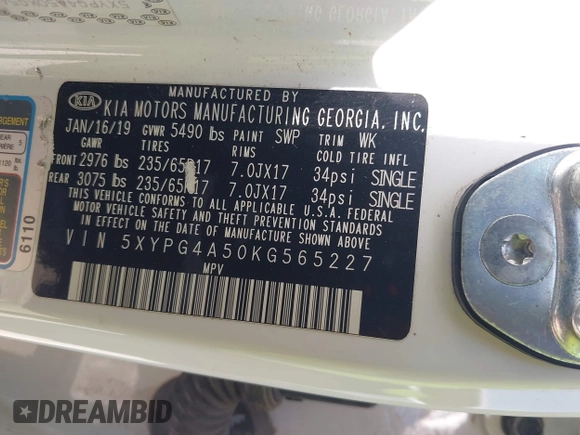 MANUFACTURED BY
KIA KIA MOTORS MANUFACTURING GEORGIA, INC.
JAN/16/19 GVWR 5490 lbs PAINT SWP TRIM WK
GAWR TIRES RIMS COLD TIRE INFL
FRONT 2976 lbs 235/65R17 7.0JX17 34psi SINGLE
REAR 3075 lbs 235/65R17 7.0JX17 34psi SINGLE
THIS VEHICLE CONFORMS TO ALL APPLICABLE U.S.A. FEDERAL
MOTOR VEHICLE SAFETY AND THEFT PREVENTION STANDARDS
IN EFFECT ON THE DATE OF MANUFACTURE SHOWN ABOVE.
VIN 5XYPG4A50KG565227
MPV
6110
DREAMBID
dreambid.com